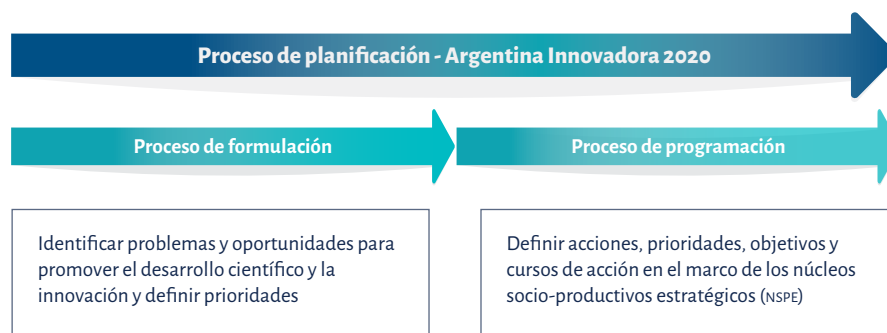 Proceso de planificación - Argentina Innovadora 2020
Proceso de formulación
Proceso de programación
Identificar problemas y oportunidades para
promover el desarrollo científico y la
innovación y definir prioridades
Definir acciones, prioridades, objetivos y
cursos de acción en el marco de los núcleos
socio-productivos estratégicos (NSPE)